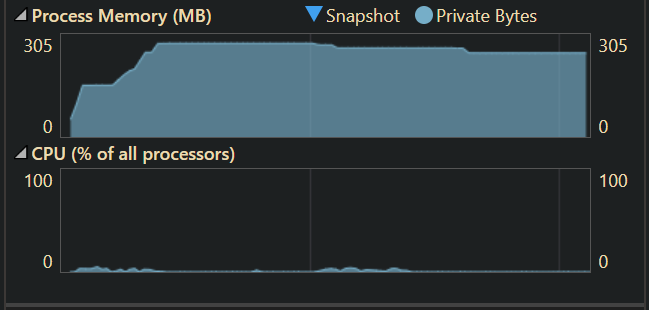 Process Memory (MB) Snapshot Private Bytes
305 305
0 0
CPU (% of all processors)
100 100
0 0